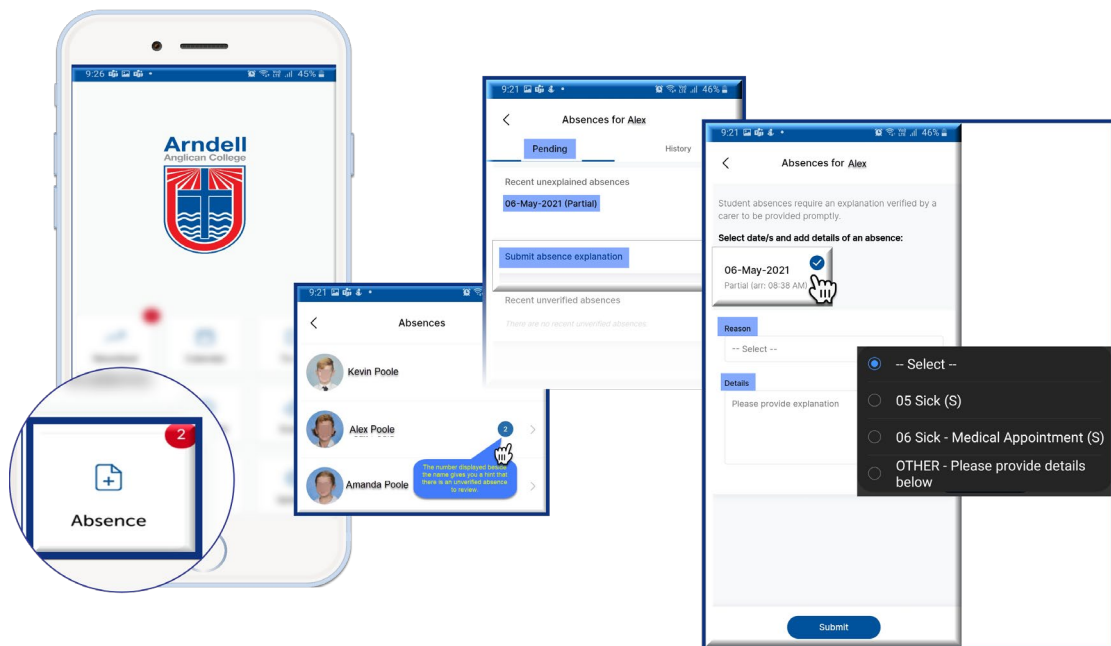 9:26
45%
Arndell
Anglican College
2
Absence
9:21
Absences
Kevin Poole
Alex Poole
2
The number displayed beside
the name gives you a hint that
there is an unverified absence
to review.
Amanda Poole
9:21
46%
Absences for Alex
Pending
History
Recent unexplained absences
06-May-2021 (Partial)
Submit absence explanation
Recent unverified absences
There are no recent unverified absences.
9:21
46%
Absences for Alex
Student absences require an explanation verified by a
carer to be provided promptly.
Select date/s and add details of an absence:
06-May-2021
Partial (arr: 08:38 AM)
Reason
-- Select --
Details
Please provide explanation
-- Select --
05 Sick (S)
06 Sick - Medical Appointment (S)
OTHER - Please provide details
below
Submit